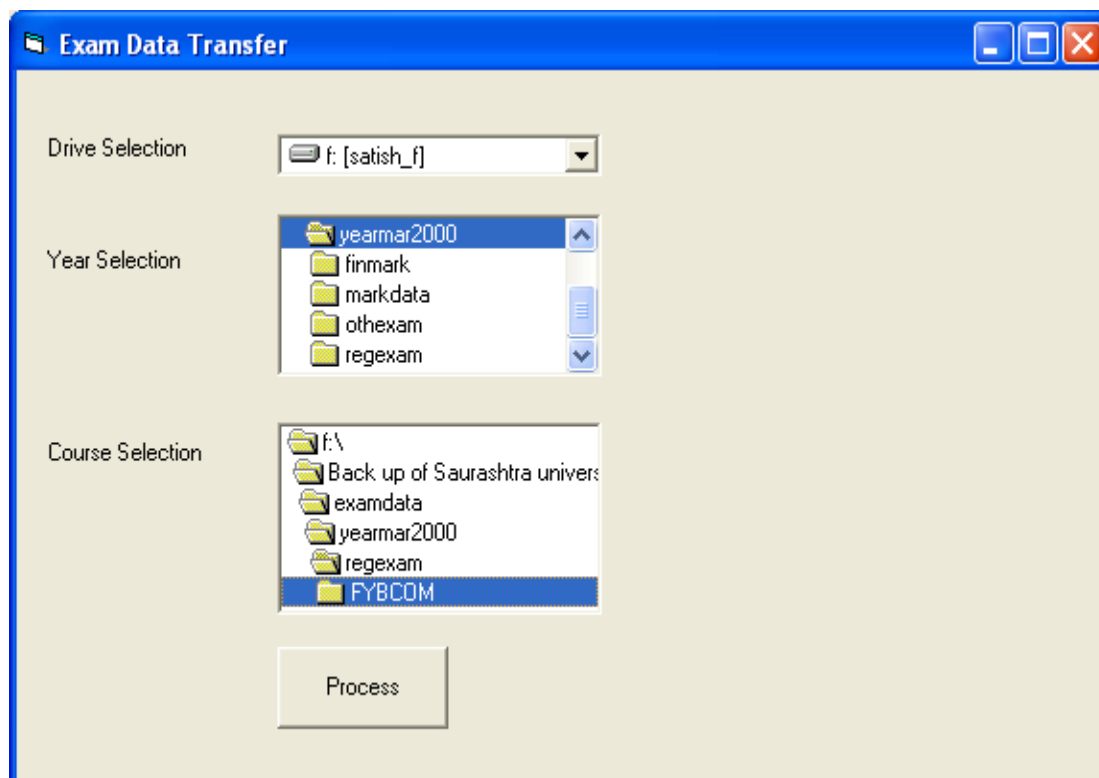 Exam Data Transfer
Drive Selection
f: [satish_f]
Year Selection
yearmar2000
finmark
markdata
othexam
regexam
Course Selection
f:\
Back up of Saurashtra
examdata
yearmar2000
regexam
FYBCOM
Process